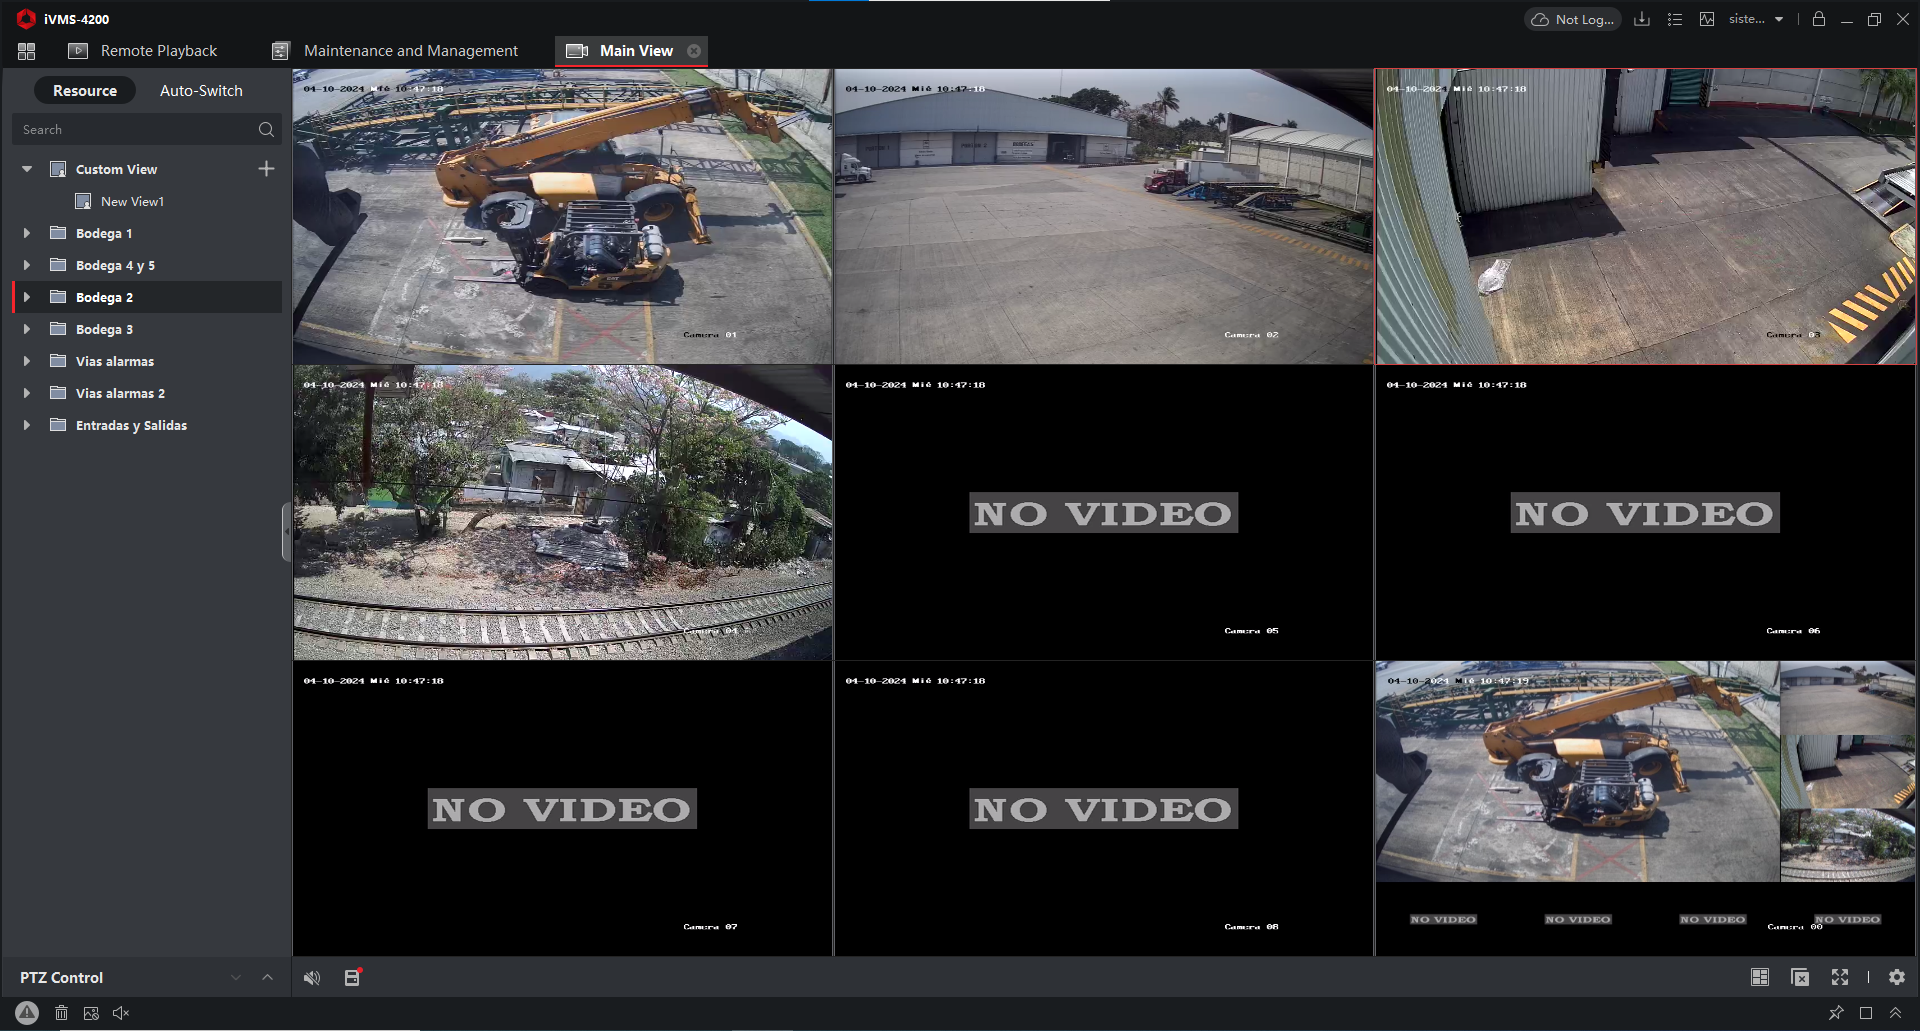 iVMS-4200
Not Log...
siste...
Remote Playback
Maintenance and Management
Main View
Resource
Auto-Switch
Search
Custom View
New View1
Bodega 1
Bodega 4 y 5
Bodega 2
Bodega 3
Vias alarmas
Vias alarmas 2
Entradas y Salidas
04-10-2024 Mié 10:47:18
Camera 01
04-10-2024 Mié 10:47:18
BODEGAS
Camera 02
04-10-2024 Mié 10:47:18
Camera 03
04-10-2024 Mié 10:47:18
Camera 04
04-10-2024 Mié 10:47:18
NO VIDEO
Camera 05
04-10-2024 Mié 10:47:18
NO VIDEO
Camera 06
04-10-2024 Mié 10:47:18
NO VIDEO
Camera 07
04-10-2024 Mié 10:47:18
NO VIDEO
Camera 08
04-10-2024 Mié 10:47:19
NO VIDEO
NO VIDEO
NO VIDEO
NO VIDEO
Camera 00
PTZ Control